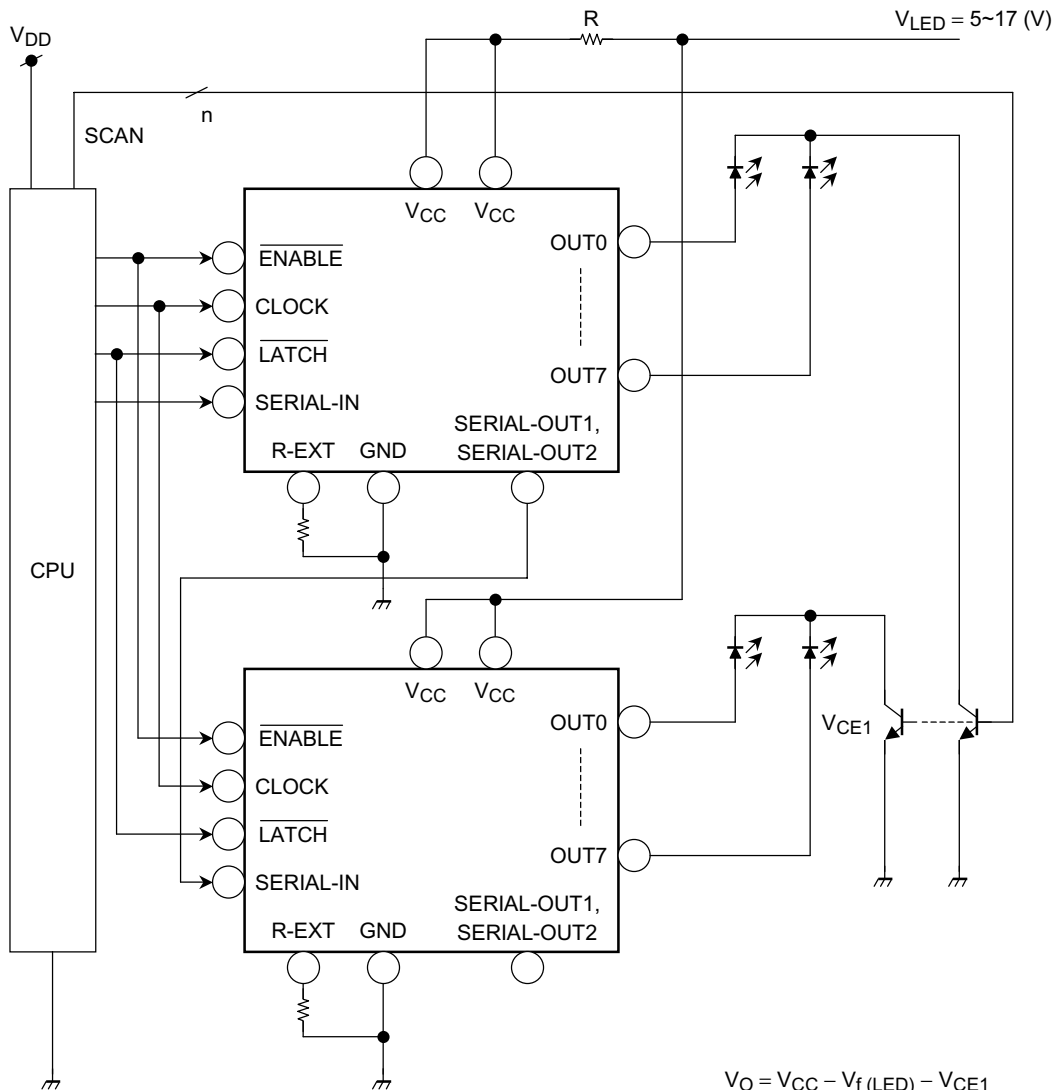 V_LED = 5~17 (V)
R
V_DD
n
SCAN
V_CC V_CC
ENABLE
OUT0
CLOCK
LATCH
OUT7
SERIAL-IN
SERIAL-OUT1,
R-EXT GND SERIAL-OUT2
CPU
V_CC V_CC
ENABLE
OUT0
V_CE1
CLOCK
LATCH
OUT7
SERIAL-IN
SERIAL-OUT1,
R-EXT GND SERIAL-OUT2
V_O = V_CC − V_f (LED) − V_CE1